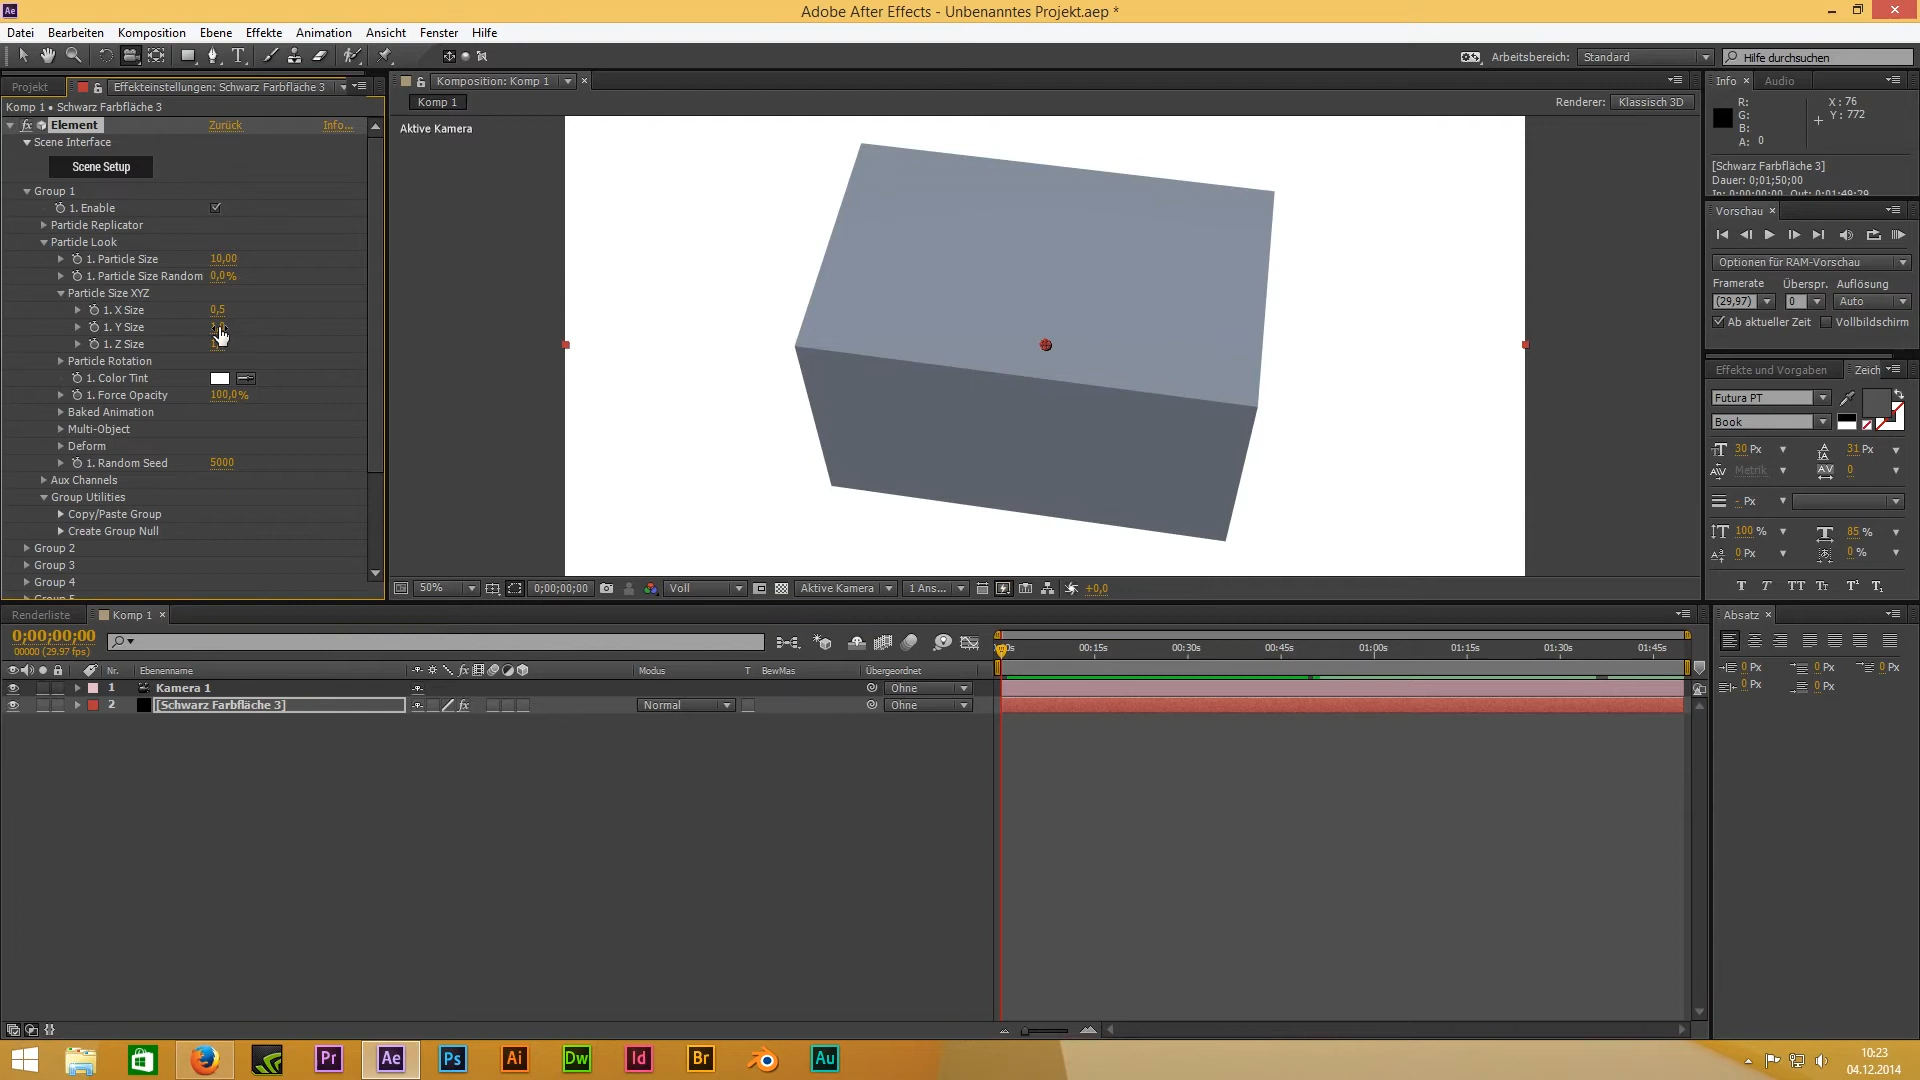 Adobe After Effects - Unbenanntes Projekt.aep *
Datei Bearbeiten Komposition Ebene Effekte Animation Ansicht Fenster Hilfe
Arbeitsbereich: Standard Hilfe durchsuchen
Projekt Effekteinstellungen: Schwarz Farbfläche 3
Komp 1 • Schwarz Farbfläche 3
fx Element Zurück Info...
Scene Interface
Scene Setup
Group 1
1. Enable
Particle Replicator
Particle Look
1. Particle Size 10,00
1. Particle Size Random 0,0%
Particle Size XYZ
1. X Size 0,5
1. Y Size
1. Z Size
Particle Rotation
1. Color Tint
1. Force Opacity 100,0%
Baked Animation
Multi-Object
Deform
1. Random Seed 5000
Aux Channels
Group Utilities
Copy/Paste Group
Create Group Null
Group 2
Group 3
Group 4
Komposition: Komp 1
Komp 1
Renderer: Klassisch 3D
Aktive Kamera
50% 0;00;00;00 Voll Aktive Kamera 1 Ans... +0,0
Info Audio
R: X : 76
G: Y : 772
B:
A: 0
[Schwarz Farbfläche 3]
Dauer: 0;01;50;00
In: 0;00;00;00 Out: 0;01;49;29
Vorschau
Optionen für RAM-Vorschau
Framerate Überspr. Auflösung
(29,97) 0 Auto
Ab aktueller Zeit Vollbildschirm
Effekte und Vorgaben Zeich
Futura PT
Book
30 Px 31 Px
Metrik 0
- Px
100 % 85 %
0 Px 0 %
Renderliste Komp 1
0;00;00;00
00000 (29.97 fps)
00:15s 00:30s 00:45s 01:00s 01:15s 01:30s 01:45s
Nr. Ebenenname Modus T BewMas Übergeordnet
1 Kamera 1 Ohne
2 [Schwarz Farbfläche 3] fx Normal Ohne
Absatz
0 Px 0 Px 0 Px
0 Px 0 Px
Pr Ae Ps Ai Dw Id Br Au
10:23
04.12.2014